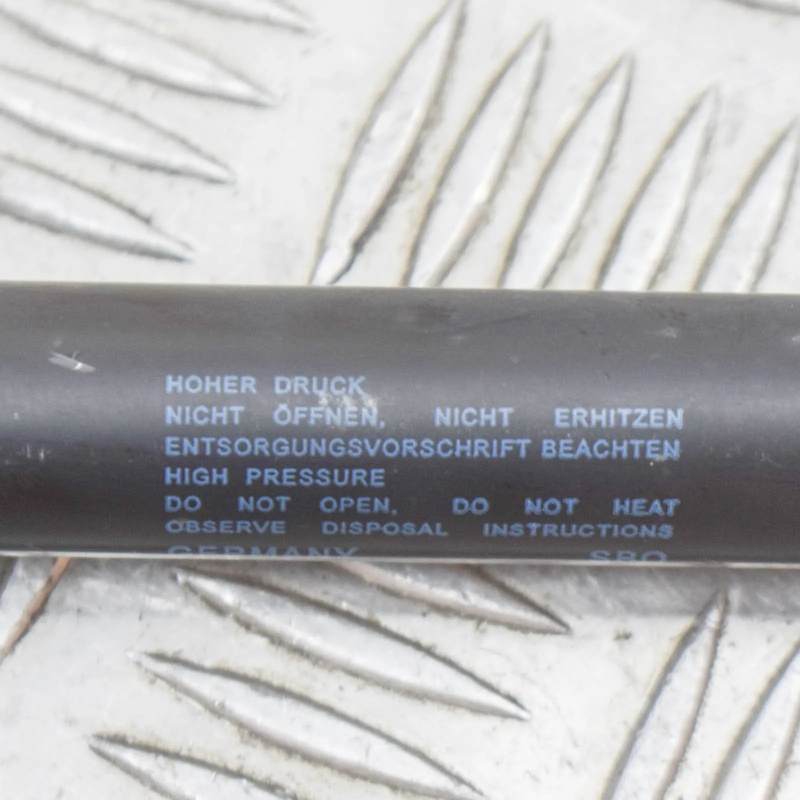 HOHER DRUCK
NICHT ÖFFNEN, NICHT ERHITZEN
ENTSORGUNGSVORSCHRIFT BEACHTEN
HIGH PRESSURE
DO NOT OPEN, DO NOT HEAT
OBSERVE DISPOSAL INSTRUCTIONS
GERMANY